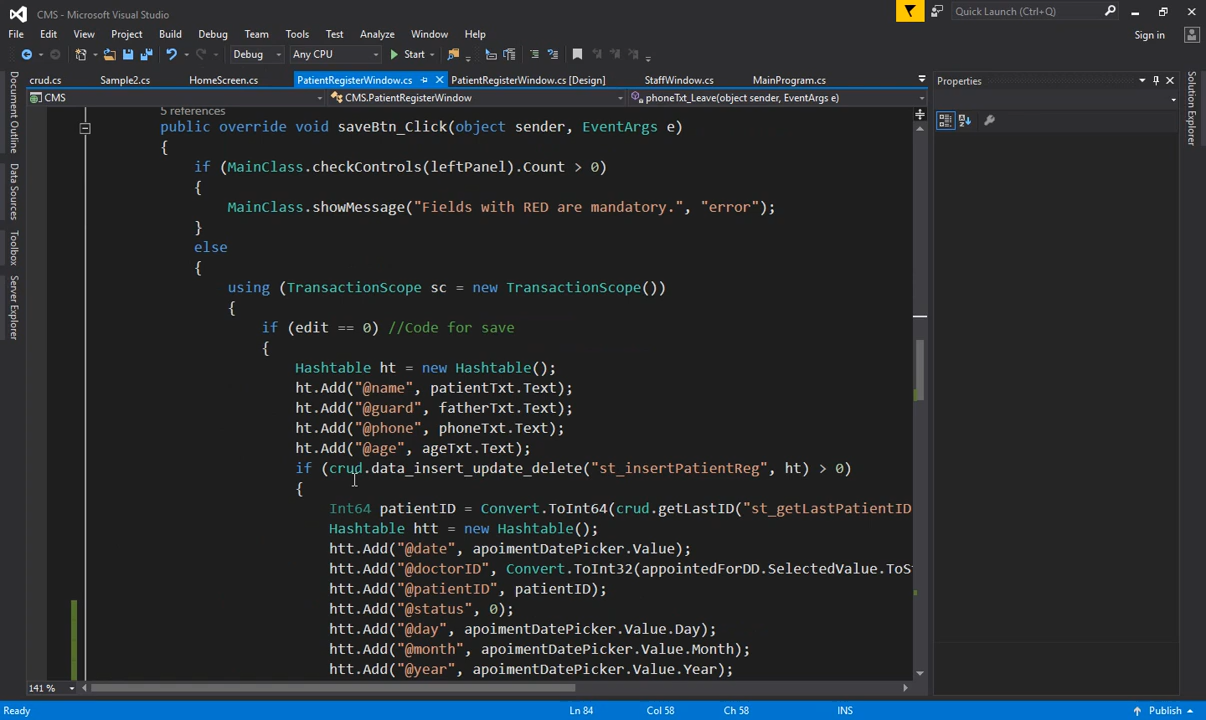 CMS - Microsoft Visual Studio
Quick Launch (Ctrl+Q)
File Edit View Project Build Debug Team Tools Test Analyze Window Help
Sign in
Debug Any CPU Start
crud.cs Sample2.cs HomeScreen.cs PatientRegisterWindow.cs PatientRegisterWindow.cs [Design] StaffWindow.cs MainProgram.cs
Properties
CMS CMS.PatientRegisterWindow phoneTxt_Leave(object sender, EventArgs e)
Document Outline
Data Sources
Toolbox
Server Explorer
Solution Explorer
5 references
public override void saveBtn_Click(object sender, EventArgs e)
{
if (MainClass.checkControls(leftPanel).Count > 0)
{
MainClass.showMessage("Fields with RED are mandatory.", "error");
}
else
{
using (TransactionScope sc = new TransactionScope())
{
if (edit == 0) //Code for save
{
Hashtable ht = new Hashtable();
ht.Add("@name", patientTxt.Text);
ht.Add("@guard", fatherTxt.Text);
ht.Add("@phone", phoneTxt.Text);
ht.Add("@age", ageTxt.Text);
if (crud.data_insert_update_delete("st_insertPatientReg", ht) > 0)
{
Int64 patientID = Convert.ToInt64(crud.getLastID("st_getLastPatientID
Hashtable htt = new Hashtable();
htt.Add("@date", apoimentDatePicker.Value);
htt.Add("@doctorID", Convert.ToInt32(appointedForDD.SelectedValue.ToS
htt.Add("@patientID", patientID);
htt.Add("@status", 0);
htt.Add("@day", apoimentDatePicker.Value.Day);
htt.Add("@month", apoimentDatePicker.Value.Month);
htt.Add("@year", apoimentDatePicker.Value.Year);
141 %
Ready Ln 84 Col 58 Ch 58 INS Publish